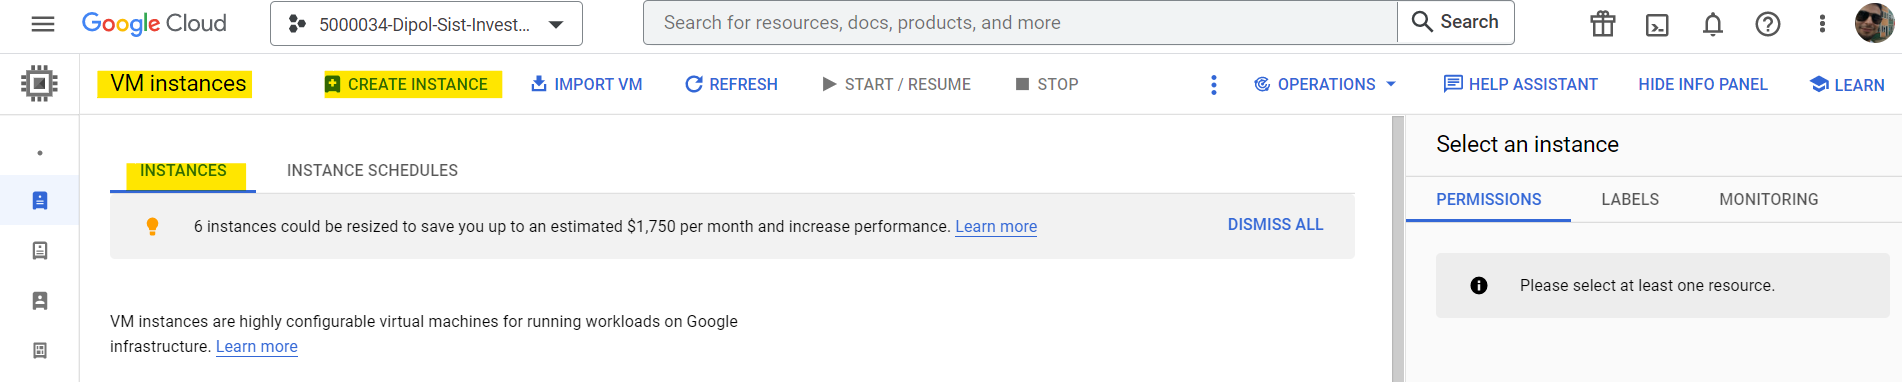 Google Cloud
5000034-Dipol-Sist-Invest...
Search for resources, docs, products, and more
Search
VM instances
CREATE INSTANCE
IMPORT VM
REFRESH
START / RESUME
STOP
OPERATIONS
HELP ASSISTANT
HIDE INFO PANEL
LEARN
INSTANCES
INSTANCE SCHEDULES
6 instances could be resized to save you up to an estimated $1,750 per month and increase performance. Learn more
DISMISS ALL
VM instances are highly configurable virtual machines for running workloads on Google
infrastructure. Learn more
Select an instance
PERMISSIONS
LABELS
MONITORING
Please select at least one resource.